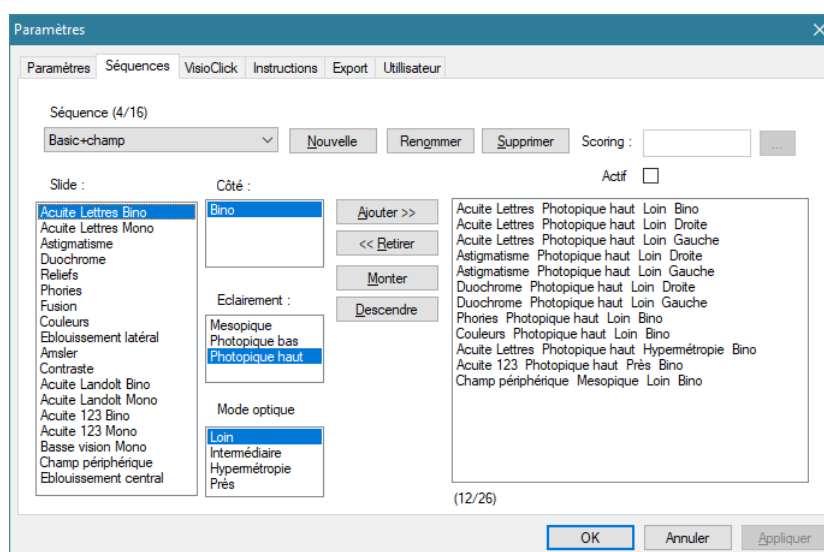 Paramètres
Paramètres Séquences VisioClick Instructions Export Utilisateur
Séquence (4/16)
Basic+champ Nouvelle Renommer Supprimer Scoring : ...
Actif
Slide :
Acuite Lettres Bino
Acuite Lettres Mono
Astigmatisme
Duochrome
Reliefs
Phories
Fusion
Couleurs
Eblouissement latéral
Amsler
Contraste
Acuite Landolt Bino
Acuite Landolt Mono
Acuite 123 Bino
Acuite 123 Mono
Basse vision Mono
Champ périphérique
Eblouissement central
Côté :
Bino
Eclairement :
Mesopique
Photopique bas
Photopique haut
Mode optique
Loin
Intermédiaire
Hypermétropie
Près
Ajouter >>
<< Retirer
Monter
Descendre
Acuite Lettres Photopique haut Loin Bino
Acuite Lettres Photopique haut Loin Droite
Acuite Lettres Photopique haut Loin Gauche
Astigmatisme Photopique haut Loin Droite
Astigmatisme Photopique haut Loin Gauche
Duochrome Photopique haut Loin Droite
Duochrome Photopique haut Loin Gauche
Phories Photopique haut Loin Bino
Couleurs Photopique haut Loin Bino
Acuite Lettres Photopique haut Hypermétropie Bino
Acuite 123 Photopique haut Près Bino
Champ périphérique Mesopique Loin Bino
(12/26)
OK Annuler Appliquer